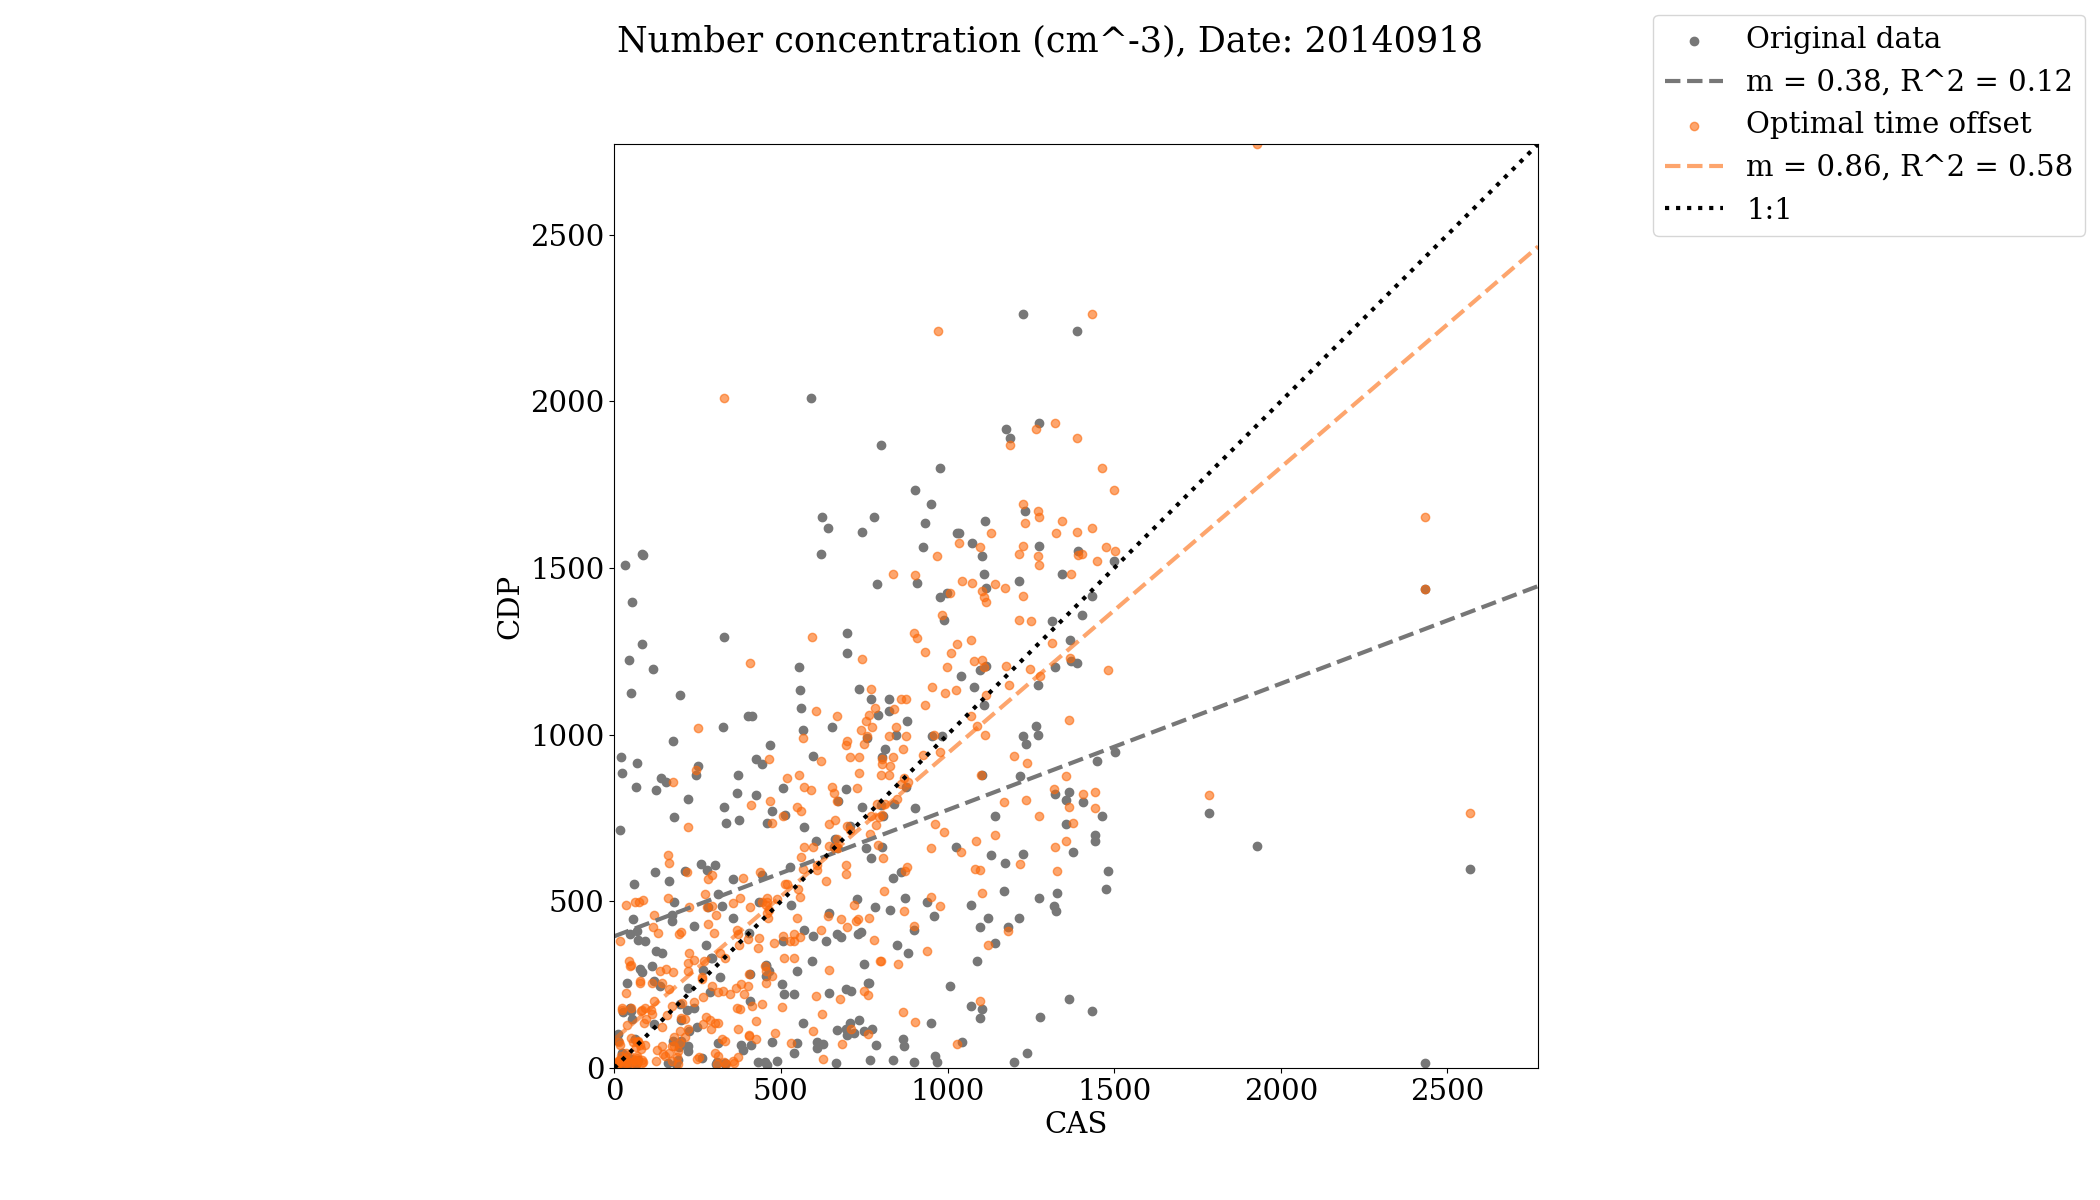 Number concentration (cm^-3), Date: 20140918
Original data
m = 0.38, R^2 = 0.12
Optimal time offset
m = 0.86, R^2 = 0.58
1:1
2500
2000
1500
1000
500
0
CDP
0 500 1000 1500 2000 2500
CAS